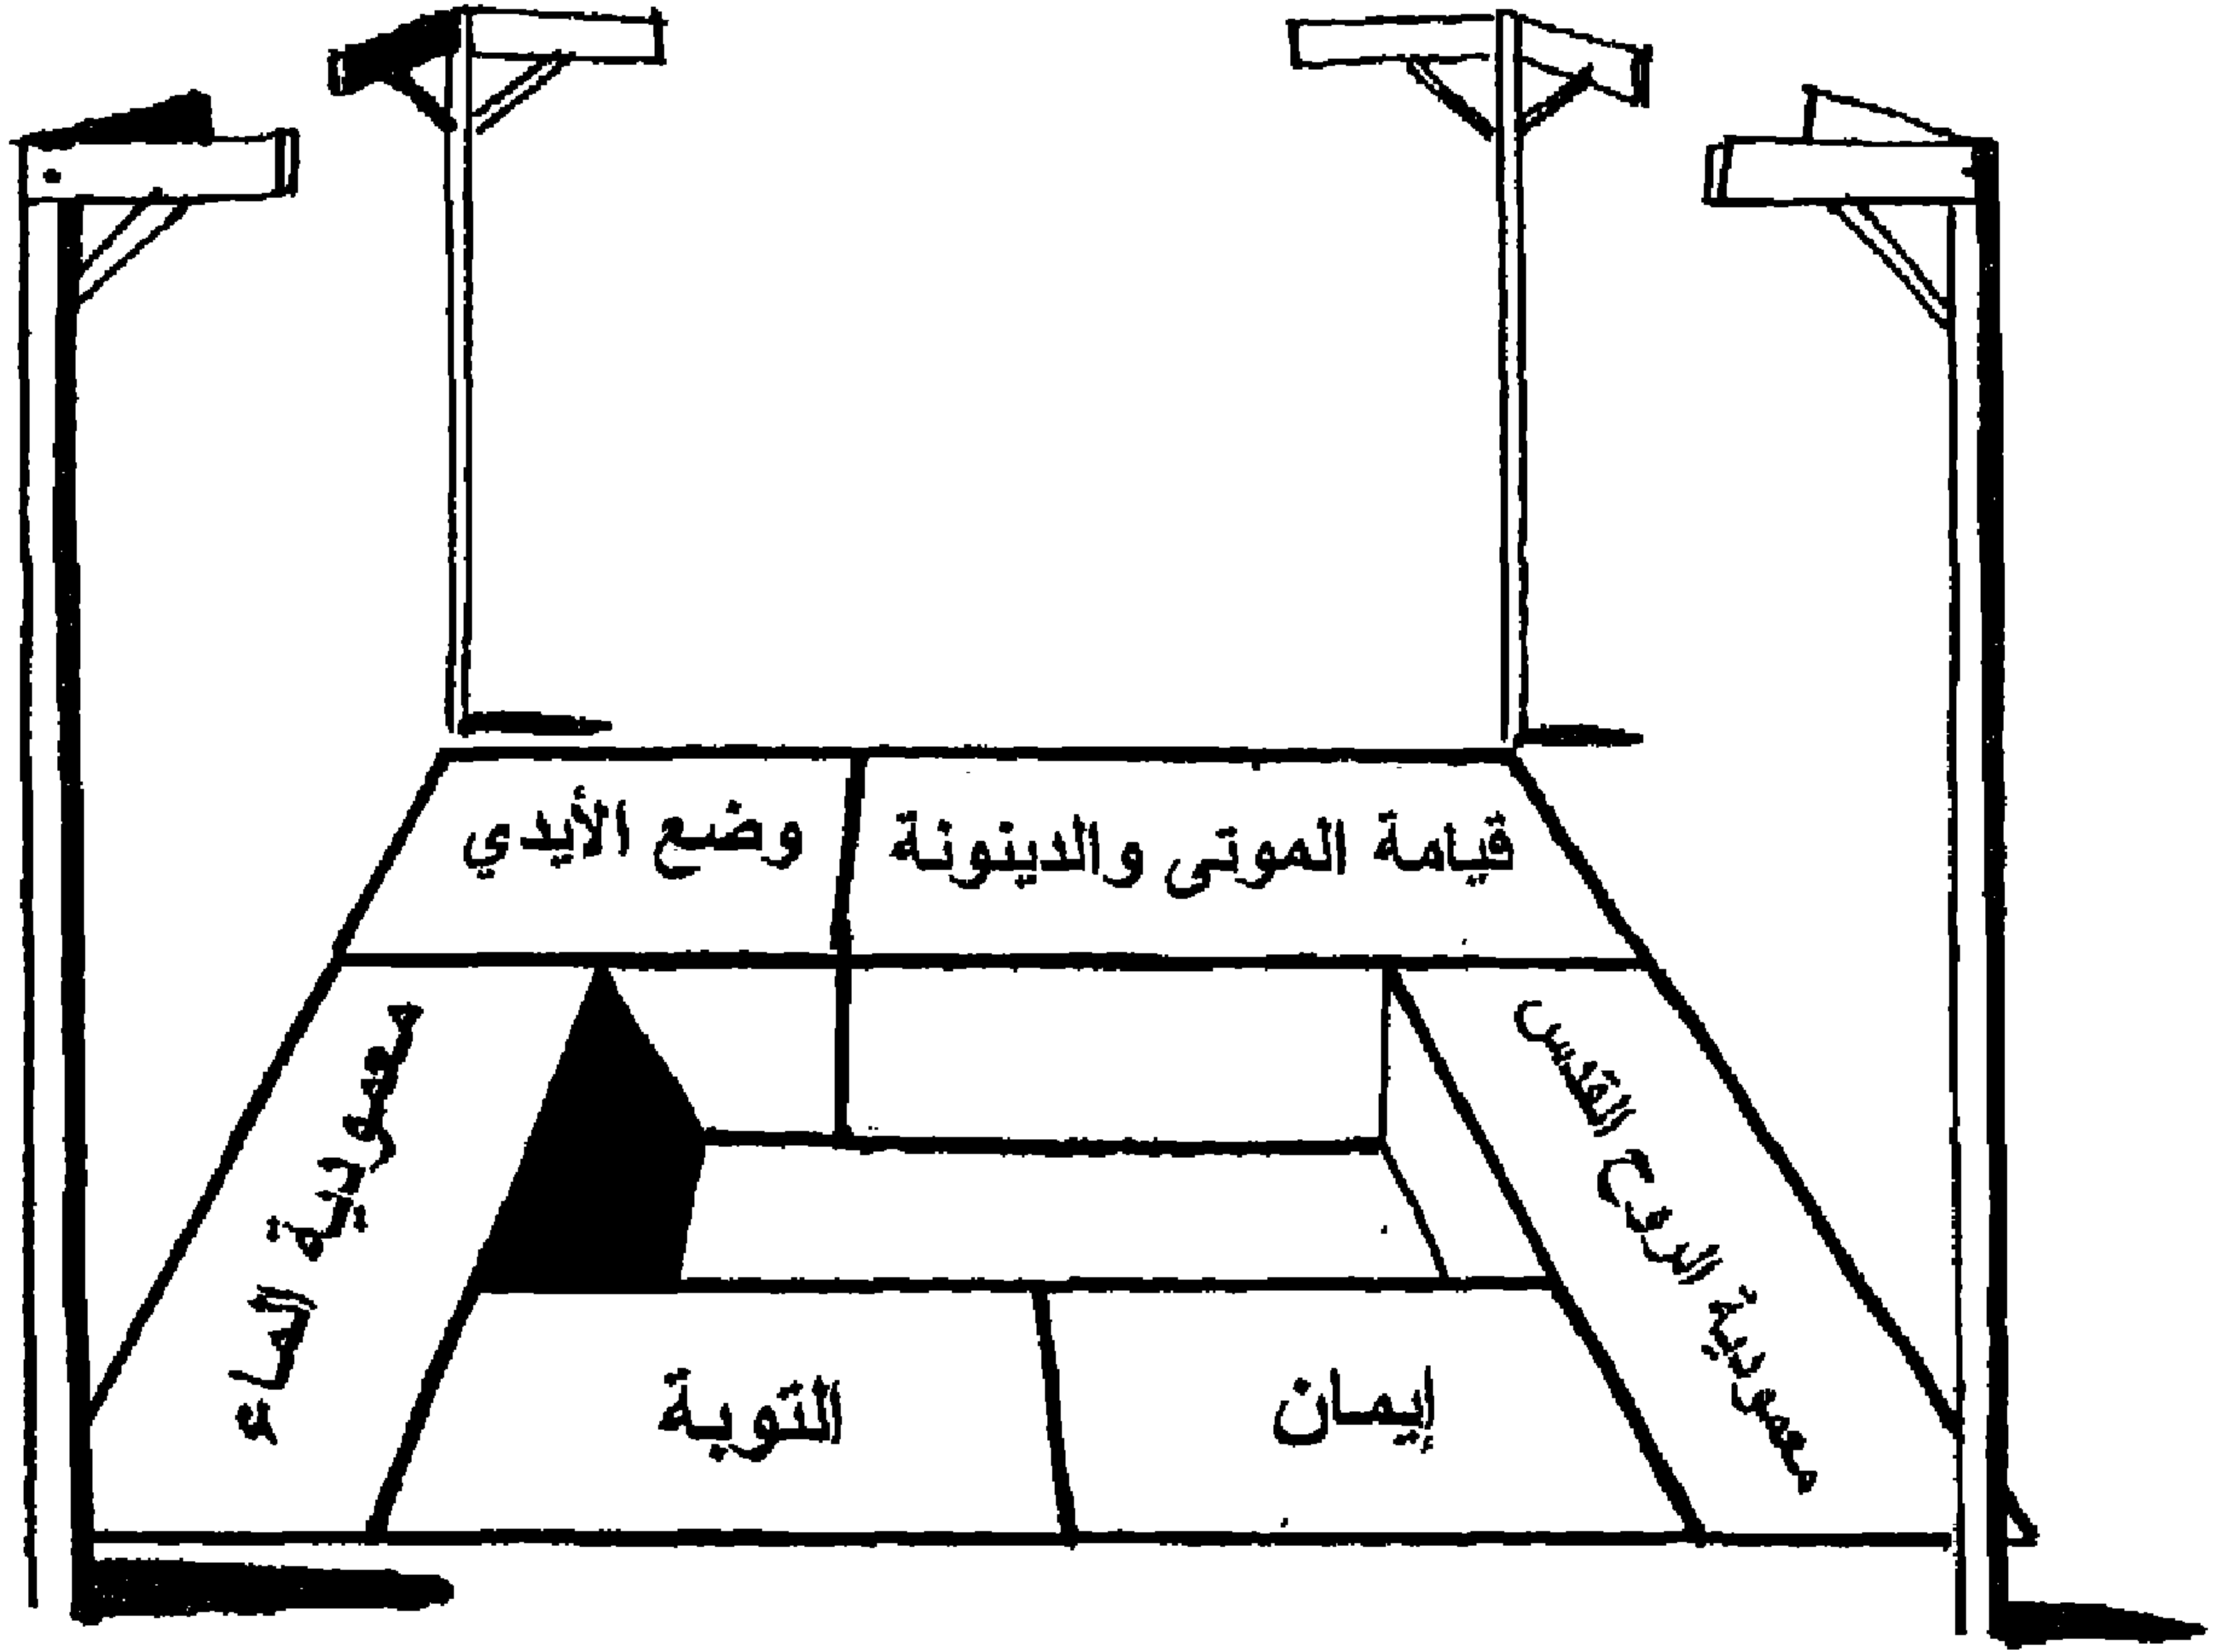 قيامة الموتى والدينونة
وضع الأيدي
معمودية الروح القدس
معمودية الماء
إيمان
التوبة